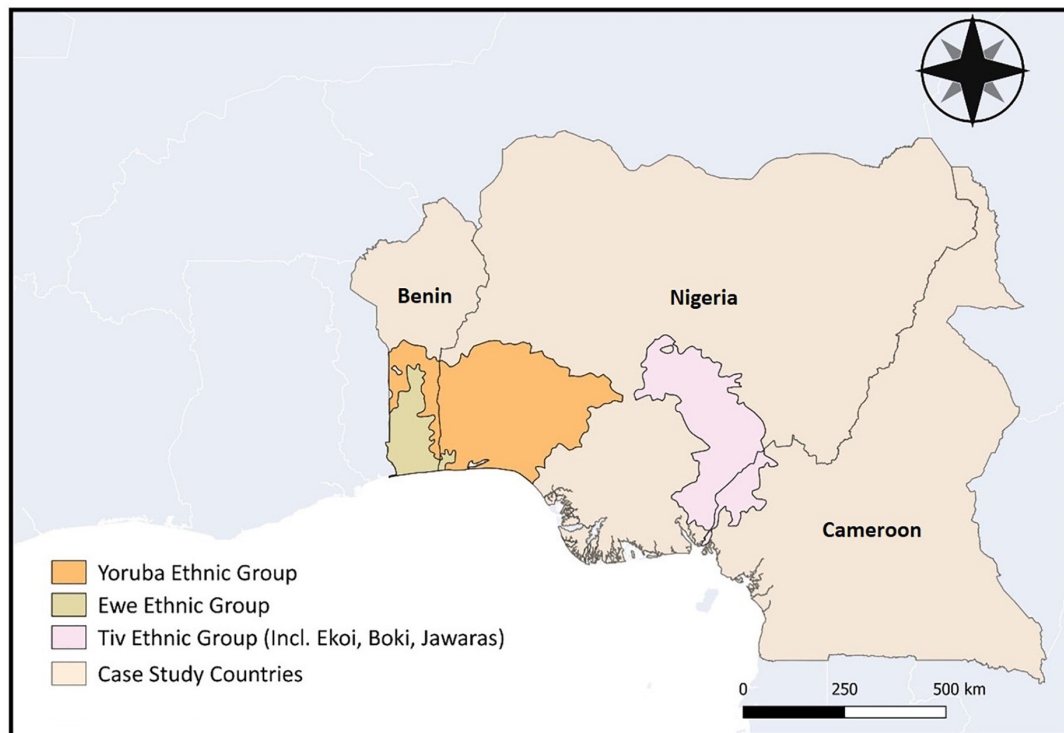 Benin
Nigeria
Cameroon
Yoruba Ethnic Group
Ewe Ethnic Group
Tiv Ethnic Group (Incl. Ekoi, Boki, Jawaras)
Case Study Countries
0 250 500 km